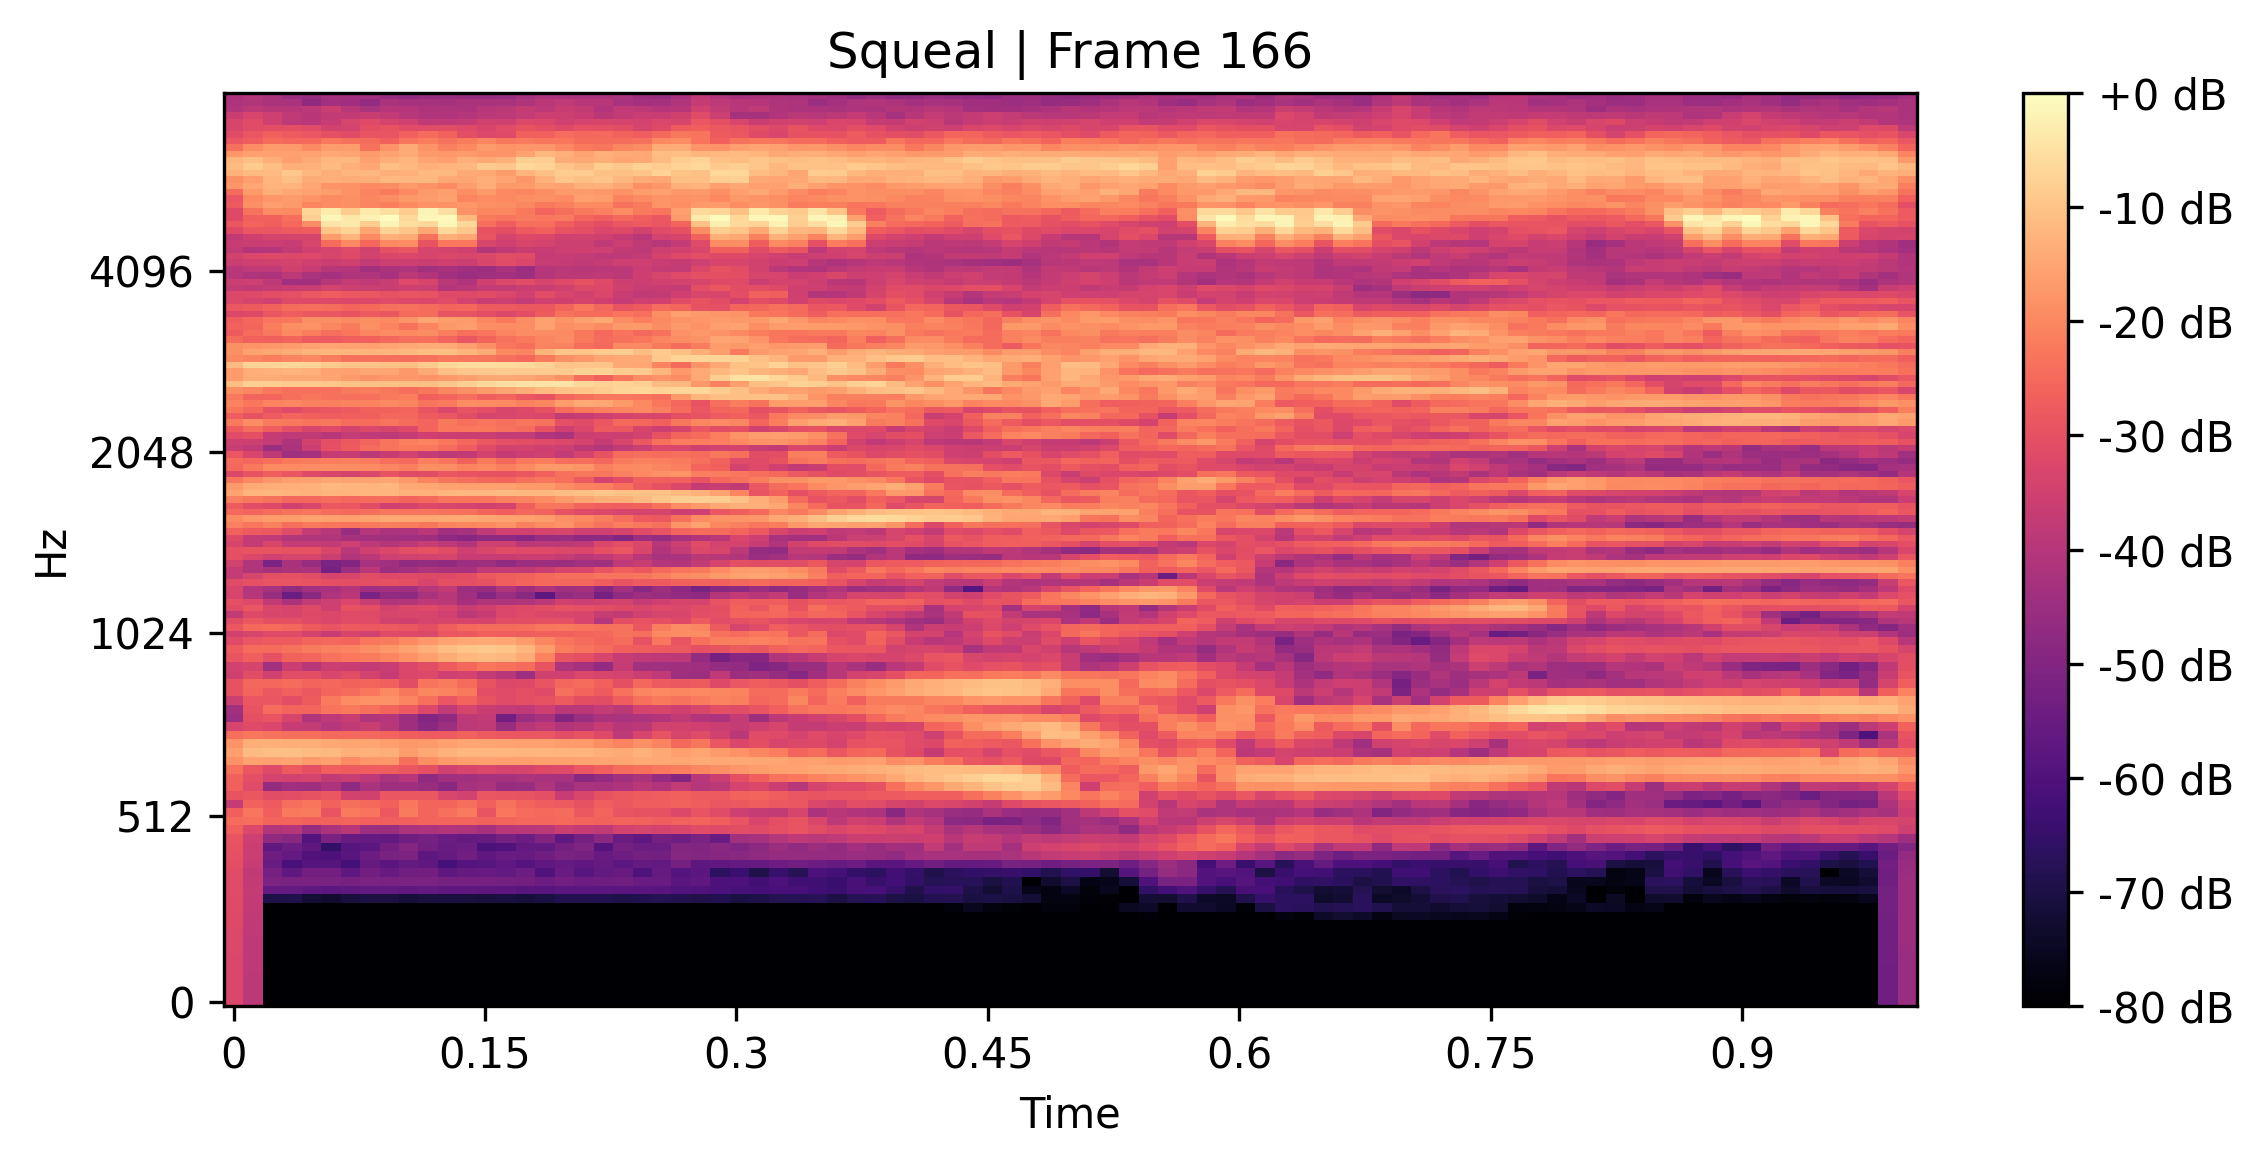 Squeal | Frame 166
+0 dB
-10 dB
-20 dB
-30 dB
-40 dB
-50 dB
-60 dB
-70 dB
-80 dB
Hz
4096
2048
1024
512
0
0 0.15 0.3 0.45 0.6 0.75 0.9
Time